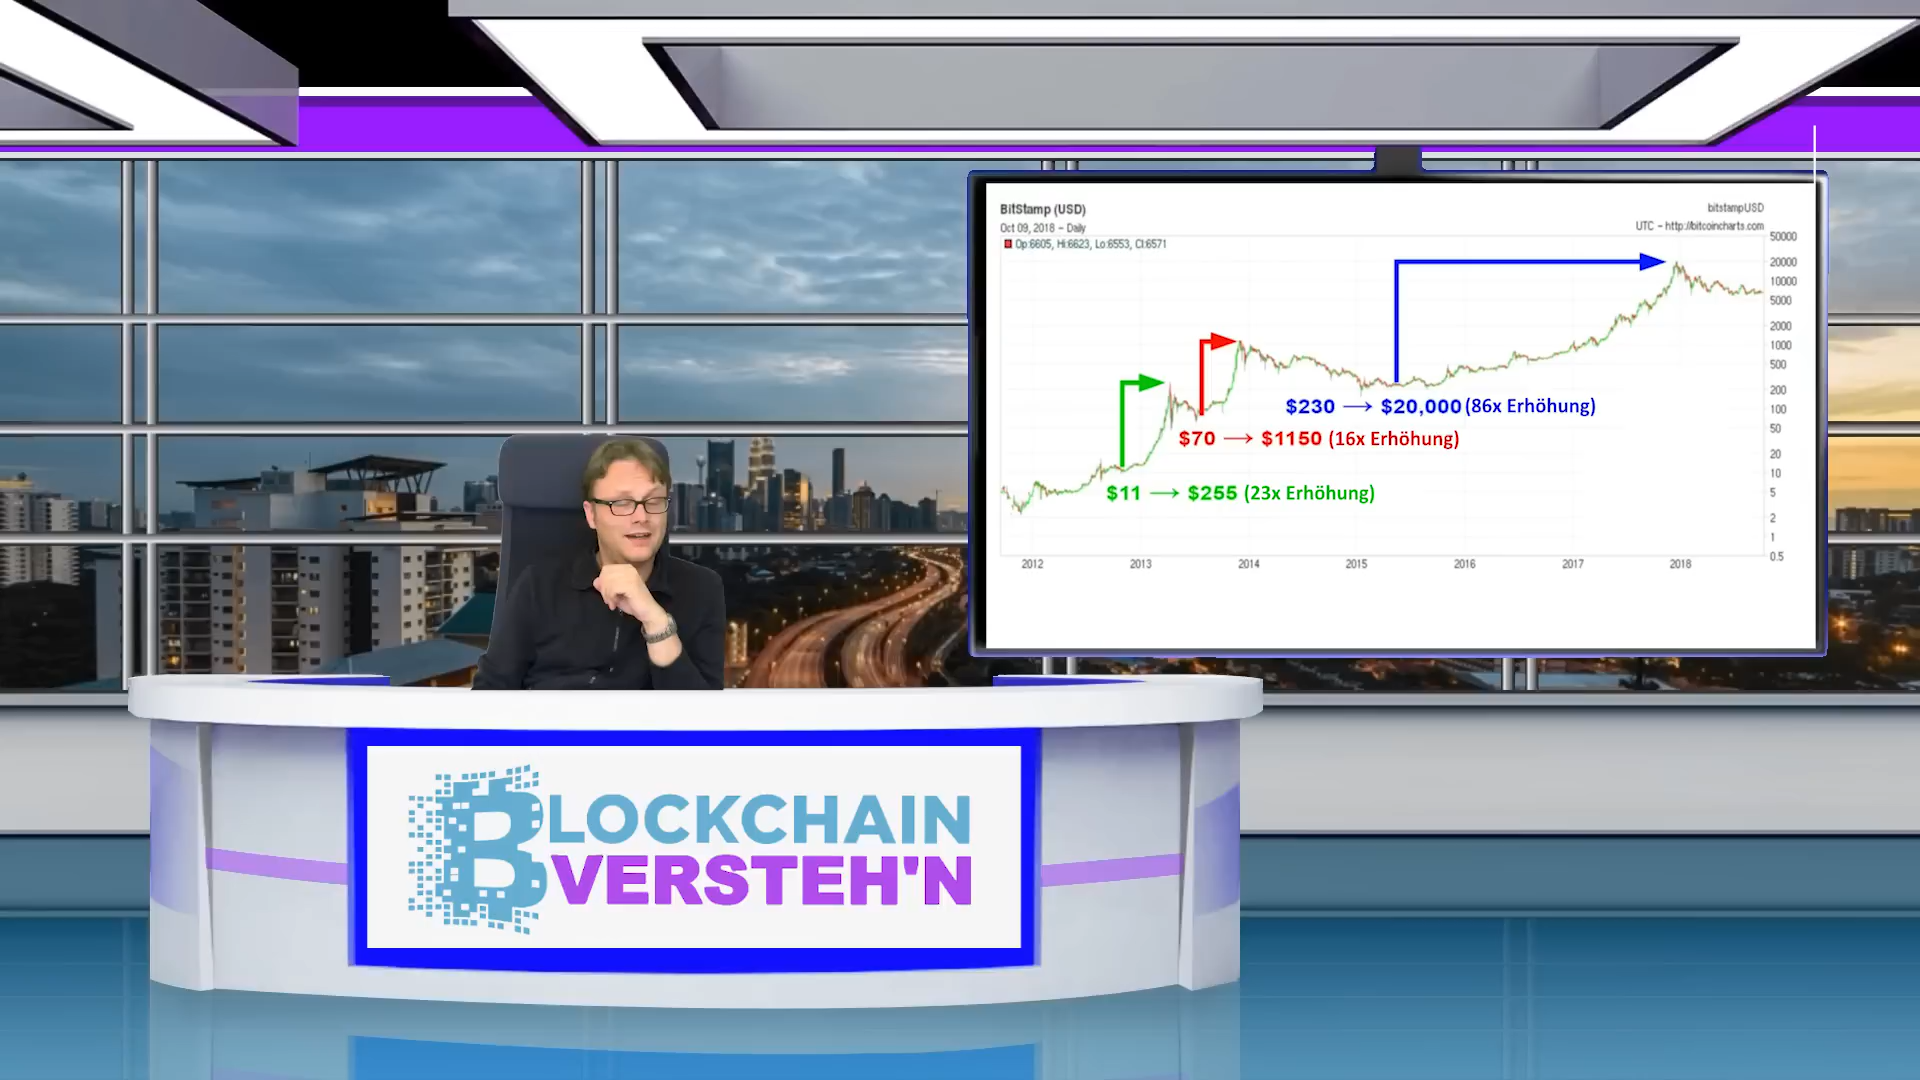 BitStamp (USD)
bitstampUSD
Oct 09, 2018 - Daily
UTC - http://bitcoincharts.com
Op:6605, Hi:6623, Lo:6553, Cl:6571
50000
20000
10000
5000
2000
1000
500
200
100
50
20
10
5
2
1
0.5
$230 → $20,000 (86x Erhöhung)
$70 → $1150 (16x Erhöhung)
$11 → $255 (23x Erhöhung)
2012 2013 2014 2015 2016 2017 2018
BLOCKCHAIN
VERSTEH'N